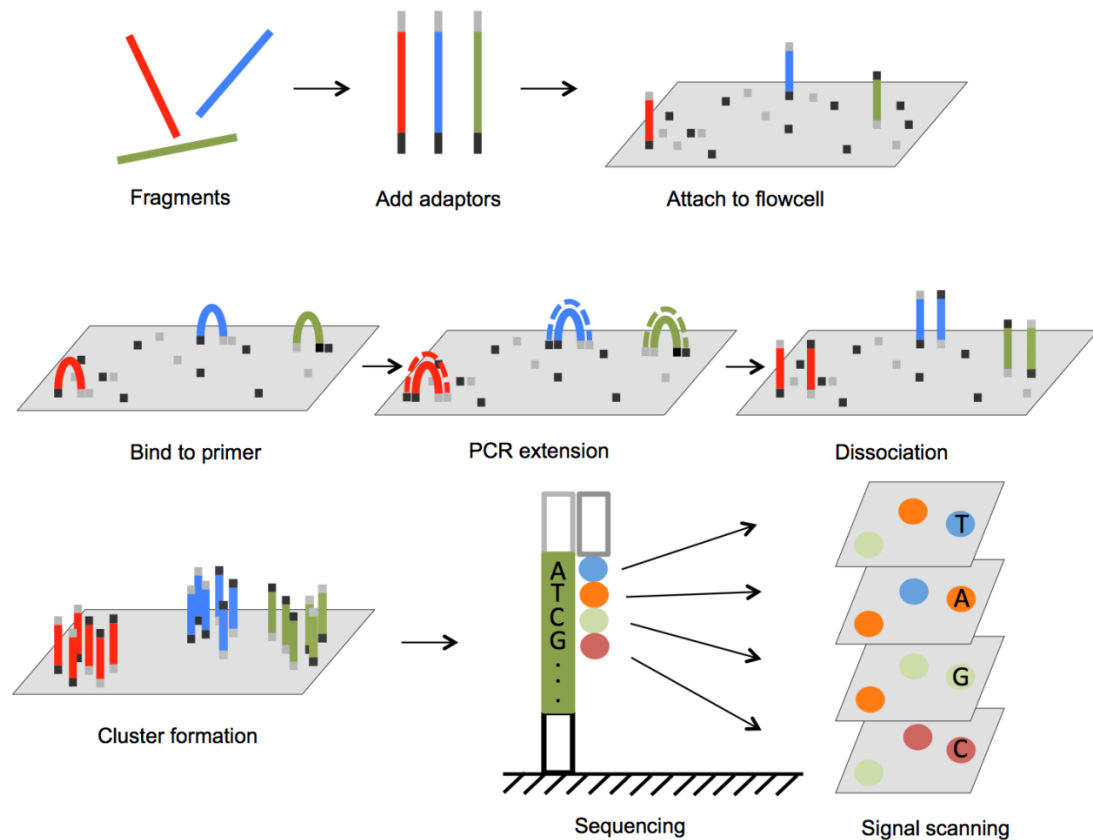 Fragments
Add adaptors
Attach to flowcell
Bind to primer
PCR extension
Dissociation
A
T
C
G
.
.
.
T
A
G
C
Cluster formation
Sequencing
Signal scanning